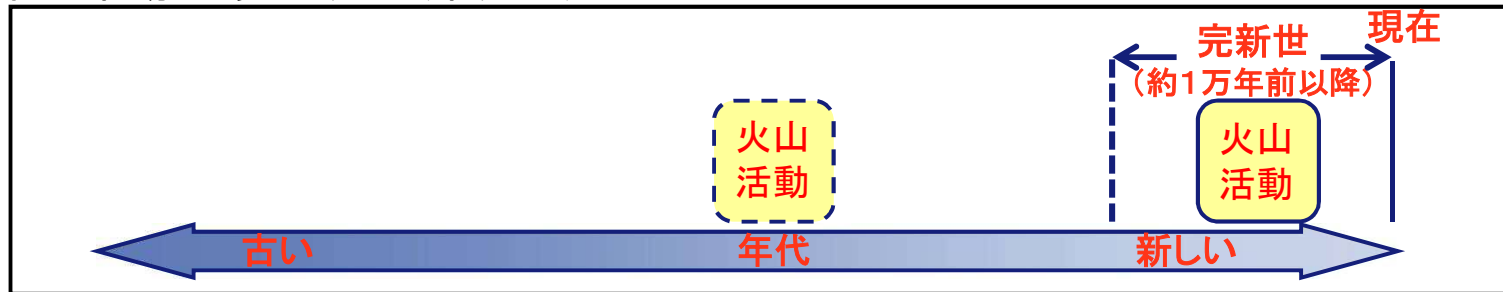 現在
完新世
（約１万年前以降）
火山
活動
火山
活動
古い
年代
新しい